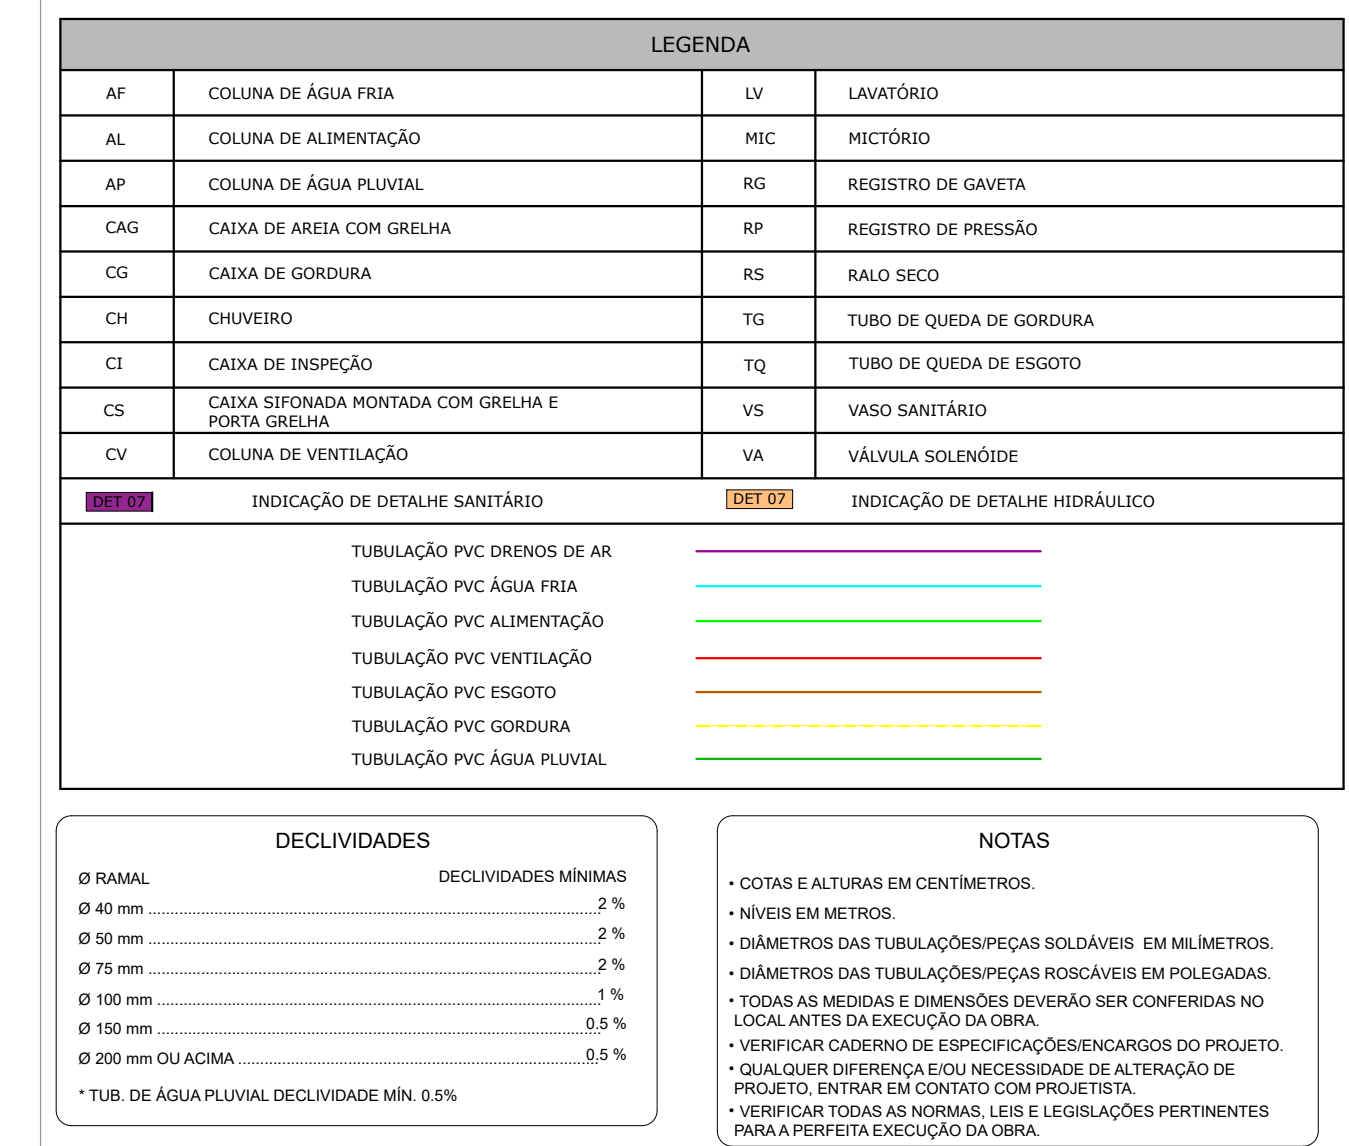 LEGENDA
AF COLUNA DE ÁGUA FRIA LV LAVATÓRIO
AL COLUNA DE ALIMENTAÇÃO MIC MICTÓRIO
AP COLUNA DE ÁGUA PLUVIAL RG REGISTRO DE GAVETA
CAG CAIXA DE AREIA COM GRELHA RP REGISTRO DE PRESSÃO
CG CAIXA DE GORDURA RS RALO SECO
CH CHUVEIRO TG TUBO DE QUEDA DE GORDURA
CI CAIXA DE INSPEÇÃO TQ TUBO DE QUEDA DE ESGOTO
CS CAIXA SIFONADA MONTADA COM GRELHA E
PORTA GRELHA
VS VASO SANITÁRIO
CV COLUNA DE VENTILAÇÃO VA VÁLVULA SOLENÓIDE
DET 07 INDICAÇÃO DE DETALHE SANITÁRIO DET 07 INDICAÇÃO DE DETALHE HIDRÁULICO
TUBULAÇÃO PVC DRENOS DE AR
TUBULAÇÃO PVC ÁGUA FRIA
TUBULAÇÃO PVC ALIMENTAÇÃO
TUBULAÇÃO PVC VENTILAÇÃO
TUBULAÇÃO PVC ESGOTO
TUBULAÇÃO PVC GORDURA
TUBULAÇÃO PVC ÁGUA PLUVIAL
DECLIVIDADES
Ø RAMAL DECLIVIDADES MÍNIMAS
Ø 40 mm ........ 2 %
Ø 50 mm ........ 2 %
Ø 75 mm ........ 2 %
Ø 100 mm ........ 1 %
Ø 150 mm ........ 0.5 %
Ø 200 mm OU ACIMA ........ 0.5 %
* TUB. DE ÁGUA PLUVIAL DECLIVIDADE MÍN. 0.5%
NOTAS
• COTAS E ALTURAS EM CENTÍMETROS.
• NÍVEIS EM METROS.
• DIÂMETROS DAS TUBULAÇÕES/PEÇAS SOLDÁVEIS EM MILÍMETROS.
• DIÂMETROS DAS TUBULAÇÕES/PEÇAS ROSCÁVEIS EM POLEGADAS.
• TODAS AS MEDIDAS E DIMENSÕES DEVERÃO SER CONFERIDAS NO
LOCAL ANTES DA EXECUÇÃO DA OBRA.
• VERIFICAR CADERNO DE ESPECIFICAÇÕES/ENCARGOS DO PROJETO.
• QUALQUER DIFERENÇA E/OU NECESSIDADE DE ALTERAÇÃO DE
PROJETO, ENTRAR EM CONTATO COM PROJETISTA.
• VERIFICAR TODAS AS NORMAS, LEIS E LEGISLAÇÕES PERTINENTES
PARA A PERFEITA EXECUÇÃO DA OBRA.